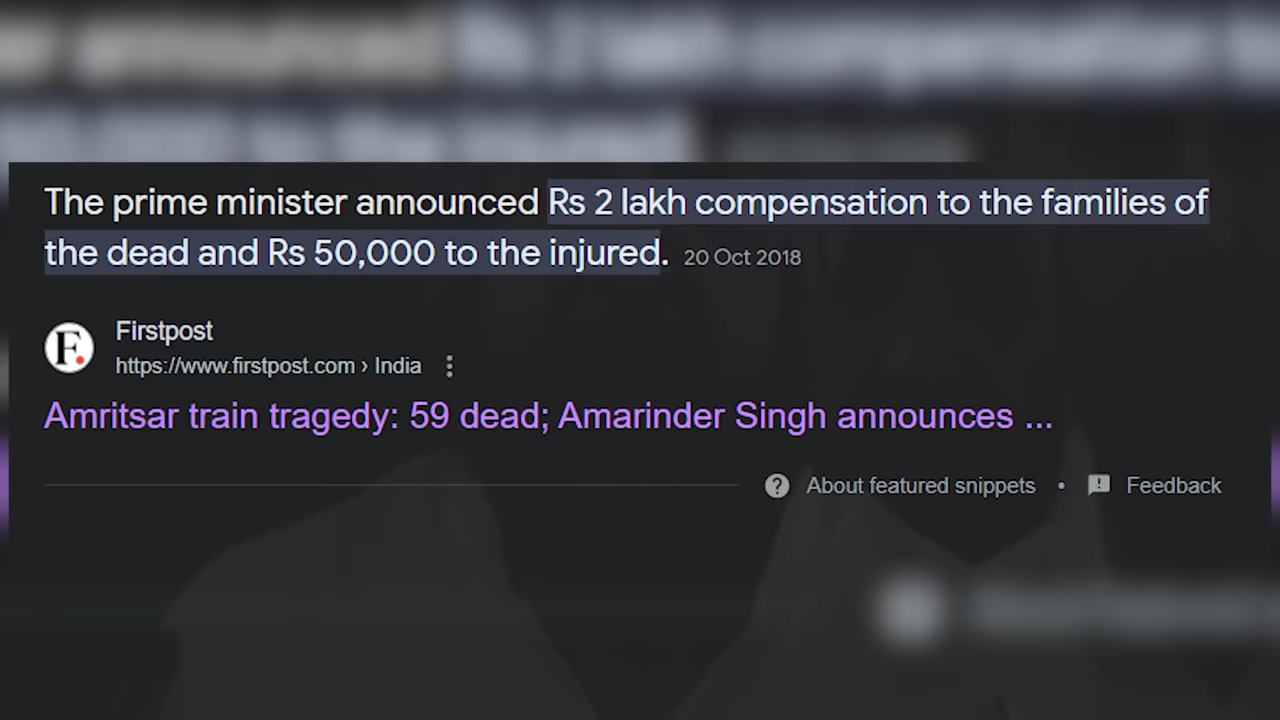 The prime minister announced Rs 2 lakh compensation to the families of
the dead and Rs 50,000 to the injured. 20 Oct 2018
F.
Firstpost
https://www.firstpost.com › India
Amritsar train tragedy: 59 dead; Amarinder Singh announces ...
About featured snippets • Feedback